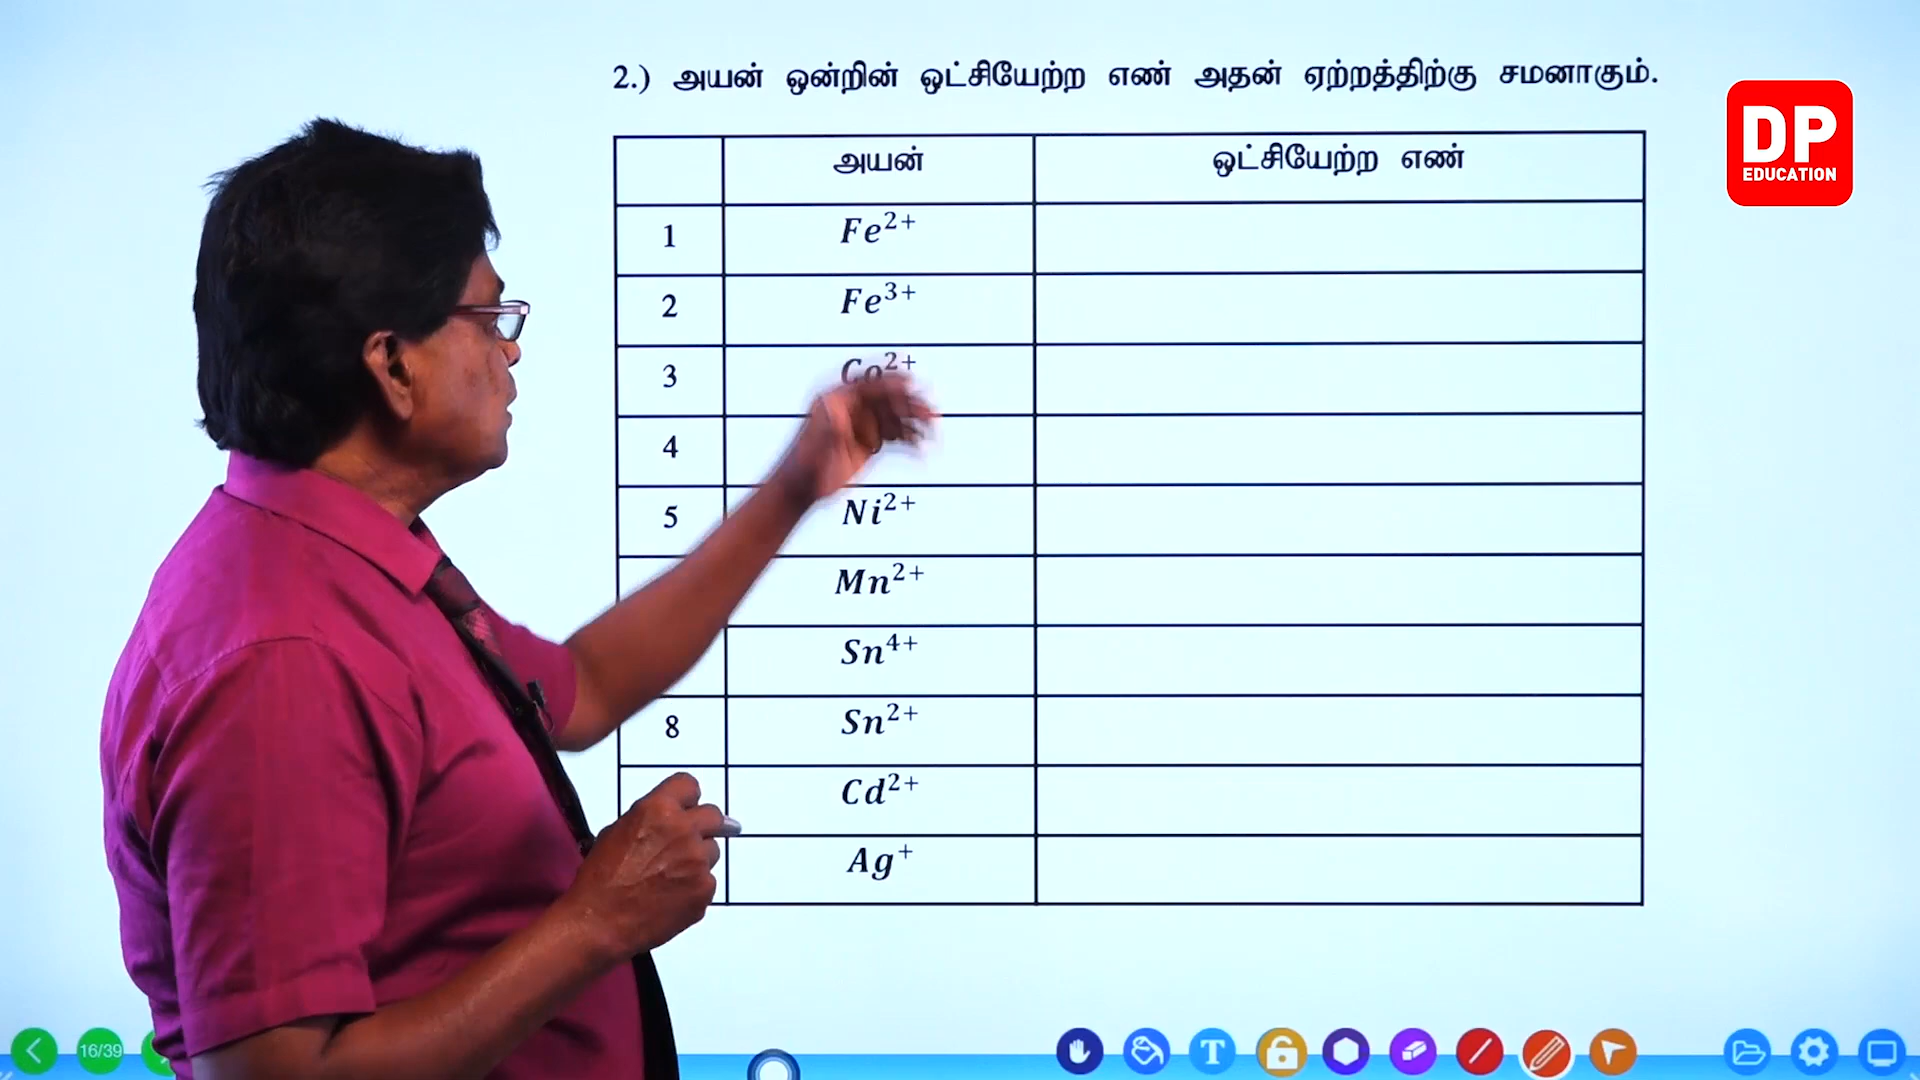 2.) அயன் ஒன்றின் ஒட்சியேற்ற எண் அதன் ஏற்றத்திற்கு சமனாகும்.
DP
EDUCATION
அயன் ஒட்சியேற்ற எண்
1 Fe²⁺
2 Fe³⁺
3 Co²⁺
4
5 Ni²⁺
Mn²⁺
Sn⁴⁺
8 Sn²⁺
Cd²⁺
Ag⁺
16/39
T